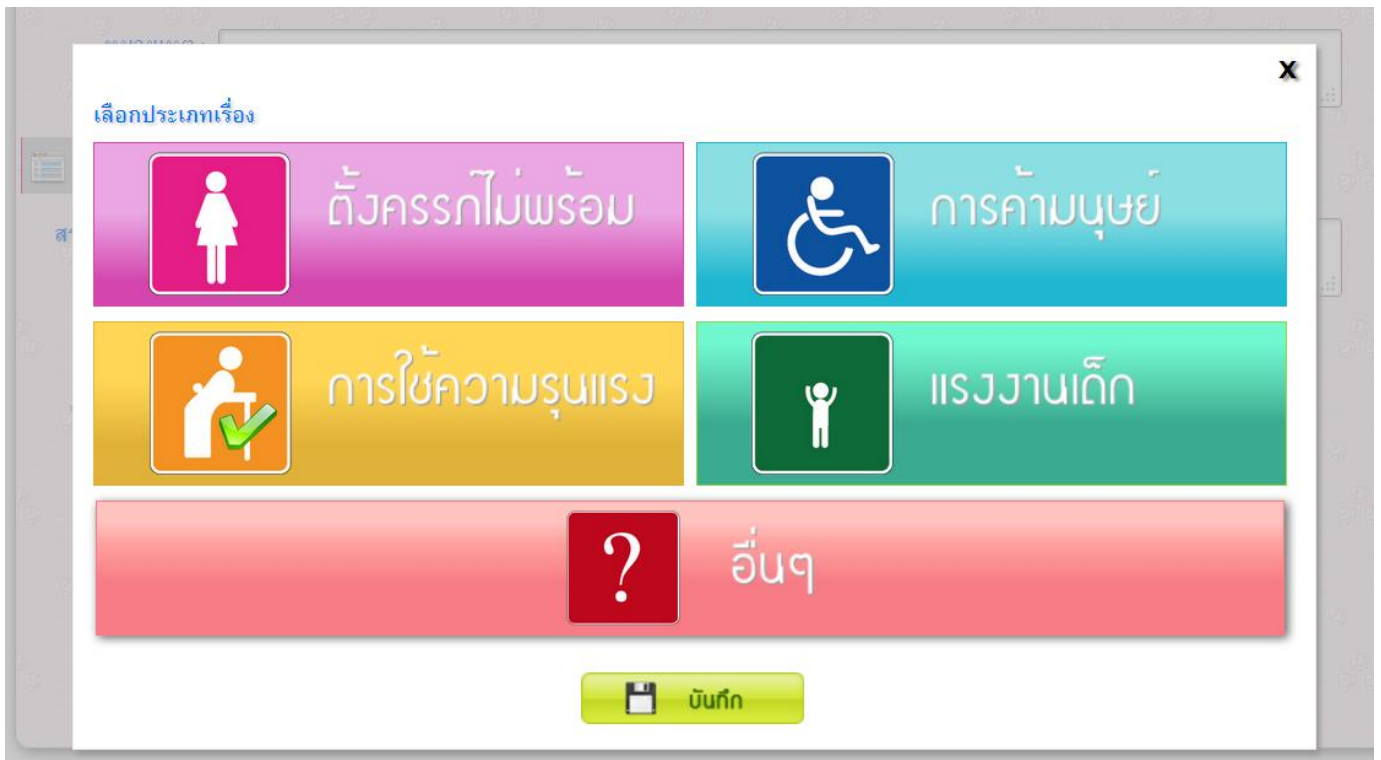 x
เลือกประเภทเรื่อง
ตั้งครรภ์ไม่พร้อม
การค้ามนุษย์
การใช้ความรุนแรง
แรงงานเด็ก
?
อื่นๆ
บันทึก